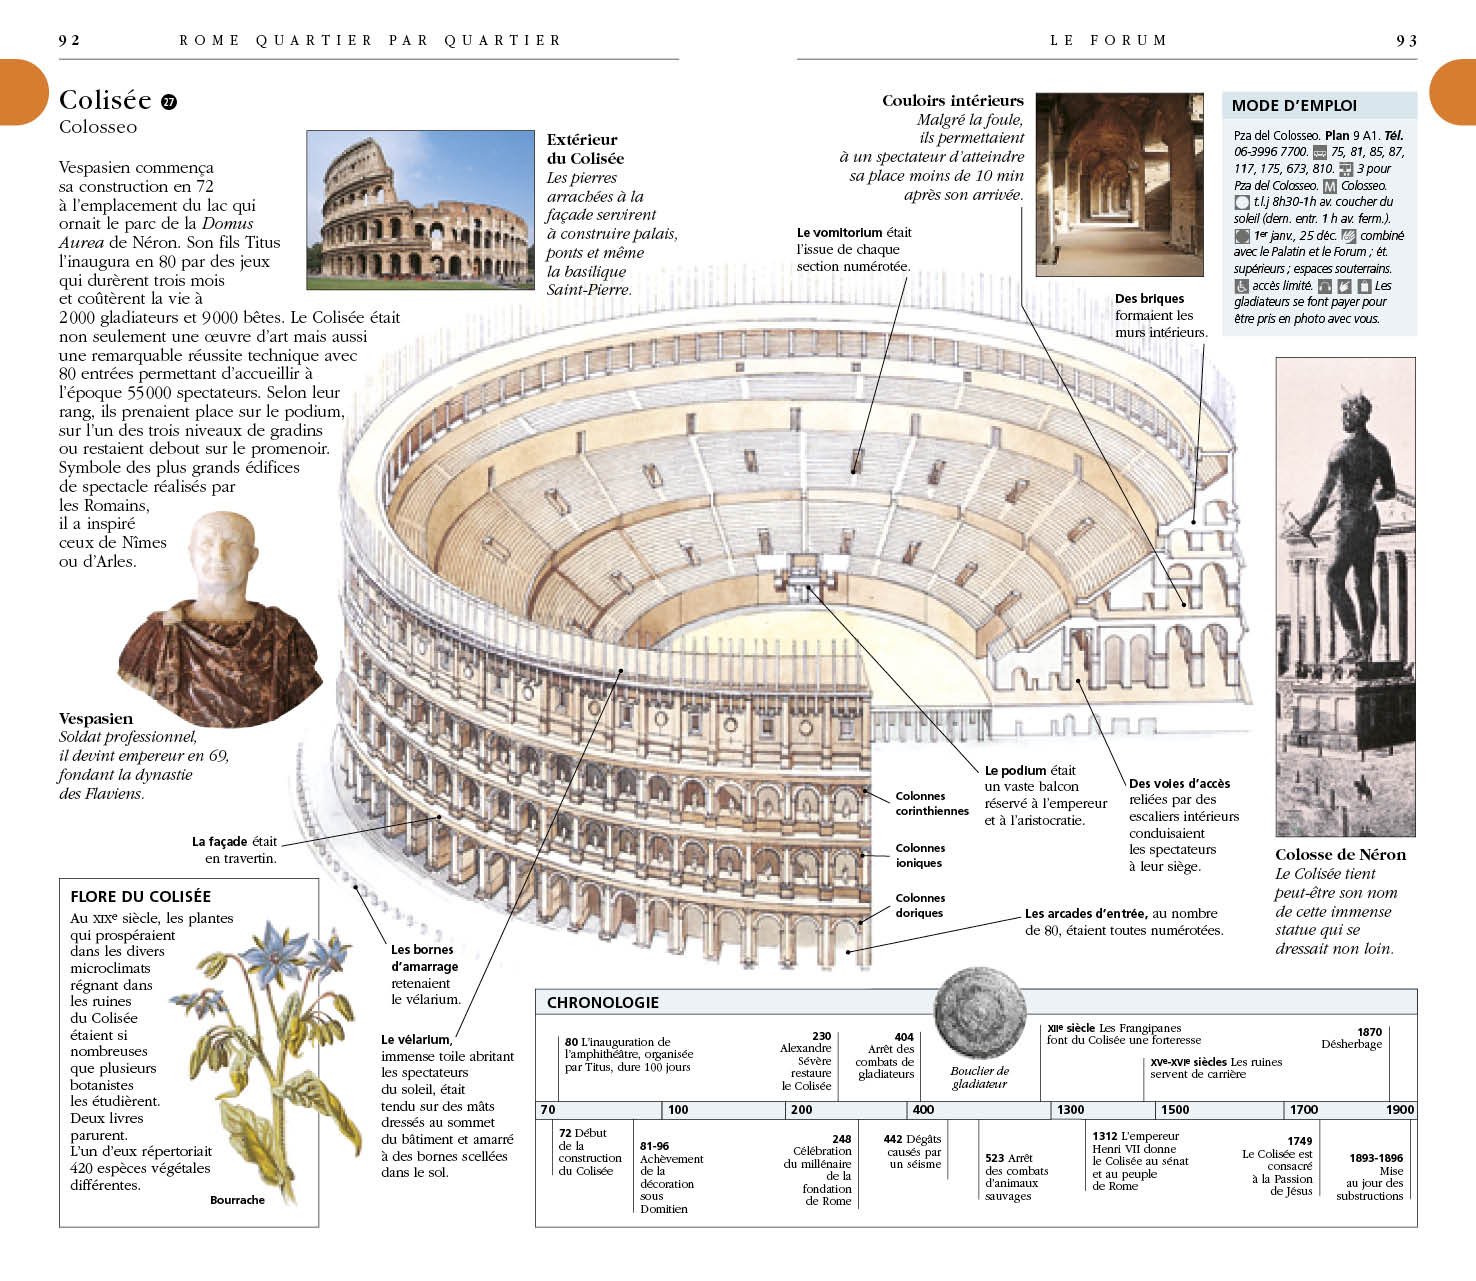 92
ROME QUARTIER PAR QUARTIER
LE FORUM
93
Colisée 27
Colosseo
Vespasien commença
sa construction en 72
à l'emplacement du lac qui
ornait le parc de la Domus
Aurea de Néron. Son fils Titus
l'inaugura en 80 par des jeux
qui durèrent trois mois
et coûtèrent la vie à
2000 gladiateurs et 9000 bêtes. Le Colisée était
non seulement une œuvre d'art mais aussi
une remarquable réussite technique avec
80 entrées permettant d'accueillir à
l'époque 55000 spectateurs. Selon leur
rang, ils prenaient place sur le podium,
sur l'un des trois niveaux de gradins
ou restaient debout sur le promenoir.
Symbole des plus grands édifices
de spectacle réalisés par
les Romains,
il a inspiré
ceux de Nîmes
ou d'Arles.
Extérieur
du Colisée
Les pierres
arrachées à la
façade servirent
à construire palais,
ponts et même
la basilique
Saint-Pierre.
Couloirs intérieurs
Malgré la foule,
ils permettaient
à un spectateur d'atteindre
sa place moins de 10 min
après son arrivée.
Le vomitorium était
l'issue de chaque
section numérotée.
Des briques
formaient les
murs intérieurs.
MODE D'EMPLOI
Pza del Colosseo. Plan 9 A1. Tél.
06-3996 7700. 75, 81, 85, 87,
117, 175, 673, 810. 3 pour
Pza del Colosseo. M Colosseo.
t.l.j 8h30-1h av. coucher du
soleil (dern. entr. 1 h av. ferm.).
1er janv., 25 déc. combiné
avec le Palatin et le Forum ; ét.
supérieurs ; espaces souterrains.
accès limité. Les
gladiateurs se font payer pour
être pris en photo avec vous.
Vespasien
Soldat professionnel,
il devint empereur en 69,
fondant la dynastie
des Flaviens.
La façade était
en travertin.
Les bornes
d'amarrage
retenaient
le vélarium.
Le vélarium,
immense toile abritant
les spectateurs
du soleil, était
tendu sur des mâts
dressés au sommet
du bâtiment et amarré
à des bornes scellées
dans le sol.
Colonnes
corinthiennes
Colonnes
ioniques
Colonnes
doriques
Le podium était
un vaste balcon
réservé à l'empereur
et à l'aristocratie.
Des voies d'accès
reliées par des
escaliers intérieurs
conduisaient
les spectateurs
à leur siège.
Les arcades d'entrée, au nombre
de 80, étaient toutes numérotées.
Colosse de Néron
Le Colisée tient
peut-être son nom
de cette immense
statue qui se
dressait non loin.
FLORE DU COLISÉE
Au XIXe siècle, les plantes
qui prospéraient
dans les divers
microclimats
régnant dans
les ruines
du Colisée
étaient si
nombreuses
que plusieurs
botanistes
les étudièrent.
Deux livres
parurent.
L'un d'eux répertoriait
420 espèces végétales
différentes.
Bourrache
CHRONOLOGIE
80 L'inauguration de
l'amphithéâtre, organisée
par Titus, dure 100 jours
230
Alexandre
Sévère
restaure
le Colisée
404
Arrêt des
combats de
gladiateurs
Bouclier de
gladiateur
XIIe siècle Les Frangipanes
font du Colisée une forteresse
XVe-XVIe siècles Les ruines
servent de carrière
1870
Désherbage
70 100 200 400 1300 1500 1700 1900
72 Début
de la
construction
du Colisée
81-96
Achèvement
de la
décoration
sous
Domitien
248
Célébration
du millénaire
de la
fondation
de Rome
442 Dégâts
causés par
un séisme
523 Arrêt
des combats
d'animaux
sauvages
1312 L'empereur
Henri VII donne
le Colisée au sénat
et au peuple
de Rome
1749
Le Colisée est
consacré
à la Passion
de Jésus
1893-1896
Mise
au jour des
substructions